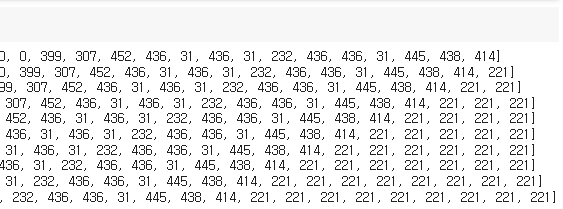 0, 0, 399, 307, 452, 436, 31, 436, 31, 232, 436, 436, 31, 445, 438, 414]
0, 399, 307, 452, 436, 31, 436, 31, 232, 436, 436, 31, 445, 438, 414, 221]
99, 307, 452, 436, 31, 436, 31, 232, 436, 436, 31, 445, 438, 414, 221, 221]
307, 452, 436, 31, 436, 31, 232, 436, 436, 31, 445, 438, 414, 221, 221, 221]
452, 436, 31, 436, 31, 232, 436, 436, 31, 445, 438, 414, 221, 221, 221, 221]
436, 31, 436, 31, 232, 436, 436, 31, 445, 438, 414, 221, 221, 221, 221, 221]
31, 436, 31, 232, 436, 436, 31, 445, 438, 414, 221, 221, 221, 221, 221, 221]
436, 31, 232, 436, 436, 31, 445, 438, 414, 221, 221, 221, 221, 221, 221, 221]
31, 232, 436, 436, 31, 445, 438, 414, 221, 221, 221, 221, 221, 221, 221, 221]
, 232, 436, 436, 31, 445, 438, 414, 221, 221, 221, 221, 221, 221, 221, 221, 221]